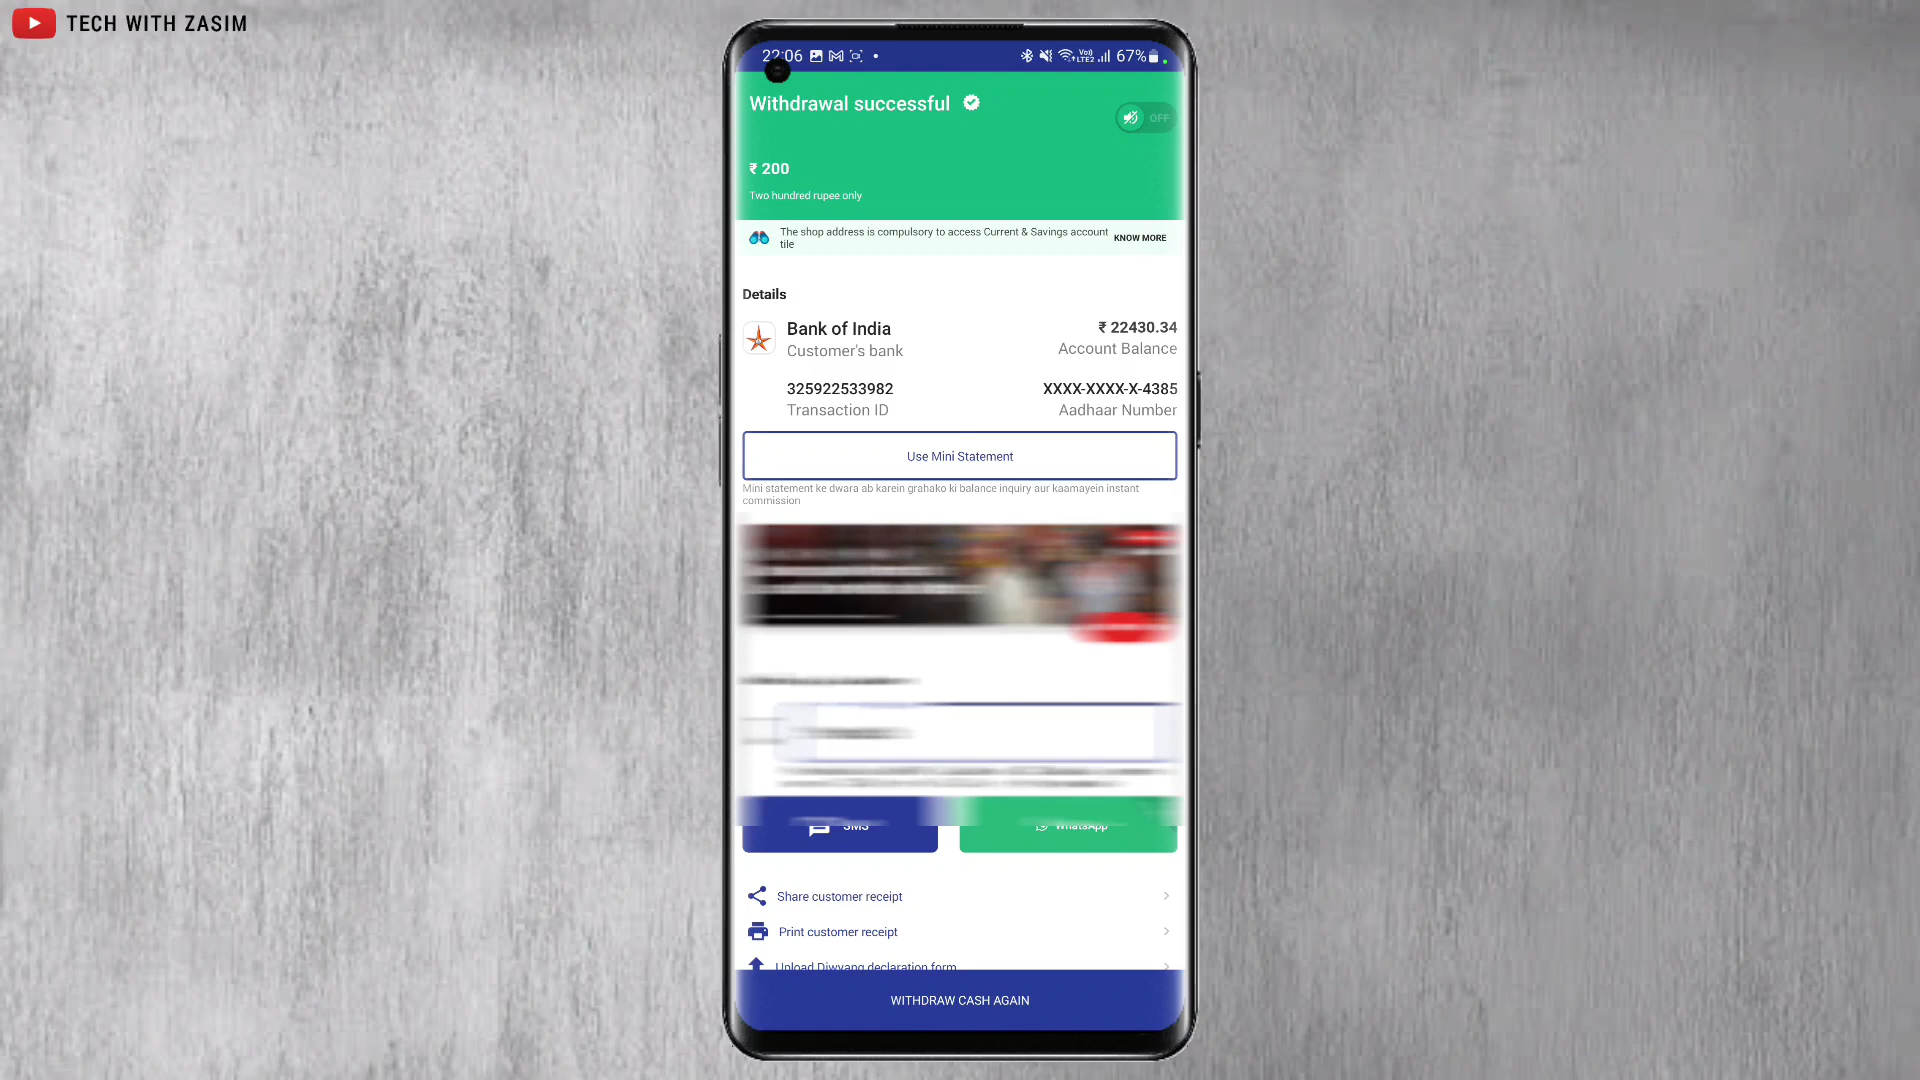 TECH WITH ZASIM
22:06
Vo))
LTE2
67%
Withdrawal successful
OFF
₹ 200
Two hundred rupee only
The shop address is compulsory to access Current & Savings account
tile
KNOW MORE
Details
Bank of India
₹ 22430.34
Customer's bank
Account Balance
325922533982
XXXX-XXXX-X-4385
Transaction ID
Aadhaar Number
Use Mini Statement
Mini statement ke dwara ab karein grahako ki balance inquiry aur kaamayein instant
commission
SMS
WhatsApp
Share customer receipt
Print customer receipt
Upload Divyang declaration form
WITHDRAW CASH AGAIN